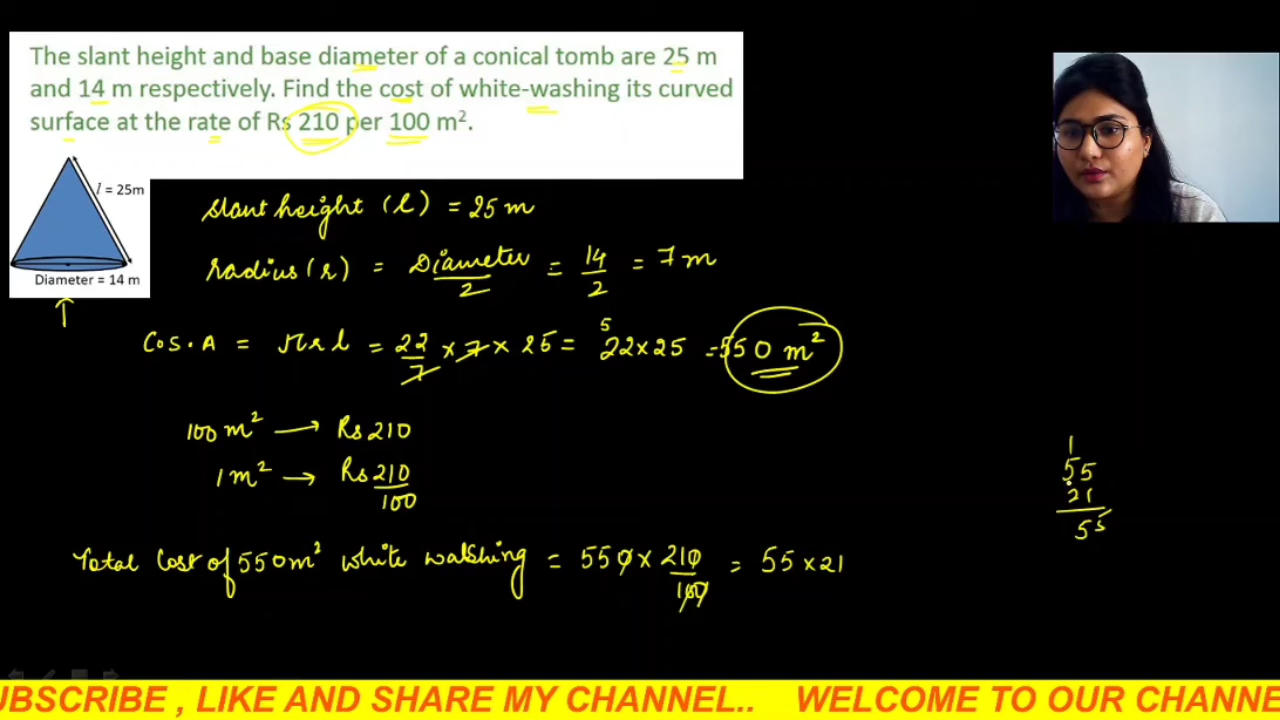 The slant height and base diameter of a conical tomb are 25 m
and 14 m respectively. Find the cost of white-washing its curved
surface at the rate of Rs 210 per 100 m².
l = 25m
Diameter = 14 m
slant height (l) = 25 m
radius (r) = Diameter/2 = 14/2 = 7 m
C.S.A = πrl = 22/7 × 7 × 25 = 22×25 = 550 m²
5
100 m² → Rs 210
1 m² → Rs 210/100
Total Cost of 550m² white washing = 550 × 210/100 = 55 × 21
1
55
21
55
UBSCRIBE , LIKE AND SHARE MY CHANNEL.. WELCOME TO OUR CHANNE